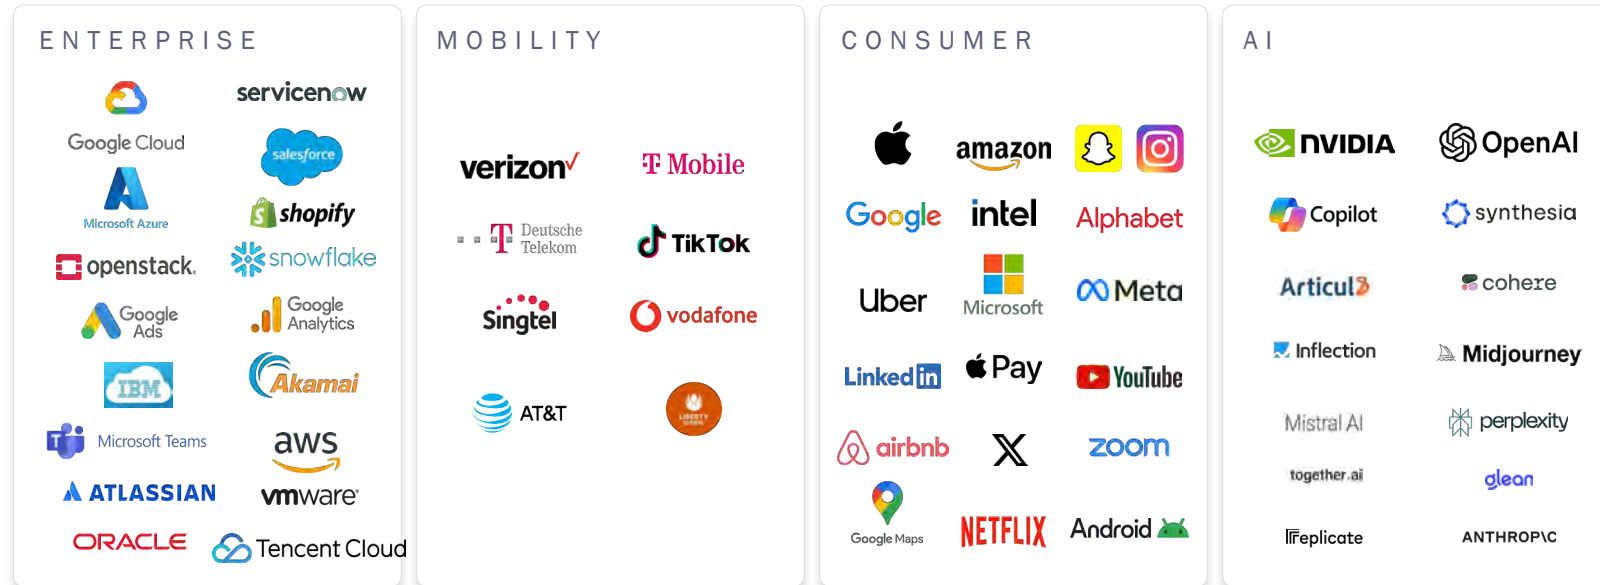 ENTERPRISE
Google Cloud
servicenow
salesforce
Microsoft Azure
shopify
openstack.
snowflake
Google
Ads
Google
Analytics
IBM
Akamai
Microsoft Teams
aws
ATLASSIAN
vmware®
ORACLE
Tencent Cloud
MOBILITY
verizon✓
T Mobile
T Deutsche
Telekom
TikTok
Singtel
vodafone
AT&T
LIBERTY
GLOBAL
CONSUMER
amazon
Google
intel
Alphabet
Uber
Microsoft
Meta
Linkedin
Pay
YouTube
airbnb
X
zoom
Google Maps
NETFLIX
Android
AI
NVIDIA
OpenAI
Copilot
synthesia
Articul8
cohere
Inflection
Midjourney
Mistral AI
perplexity
together.ai
glean
replicate
ANTHROP\C